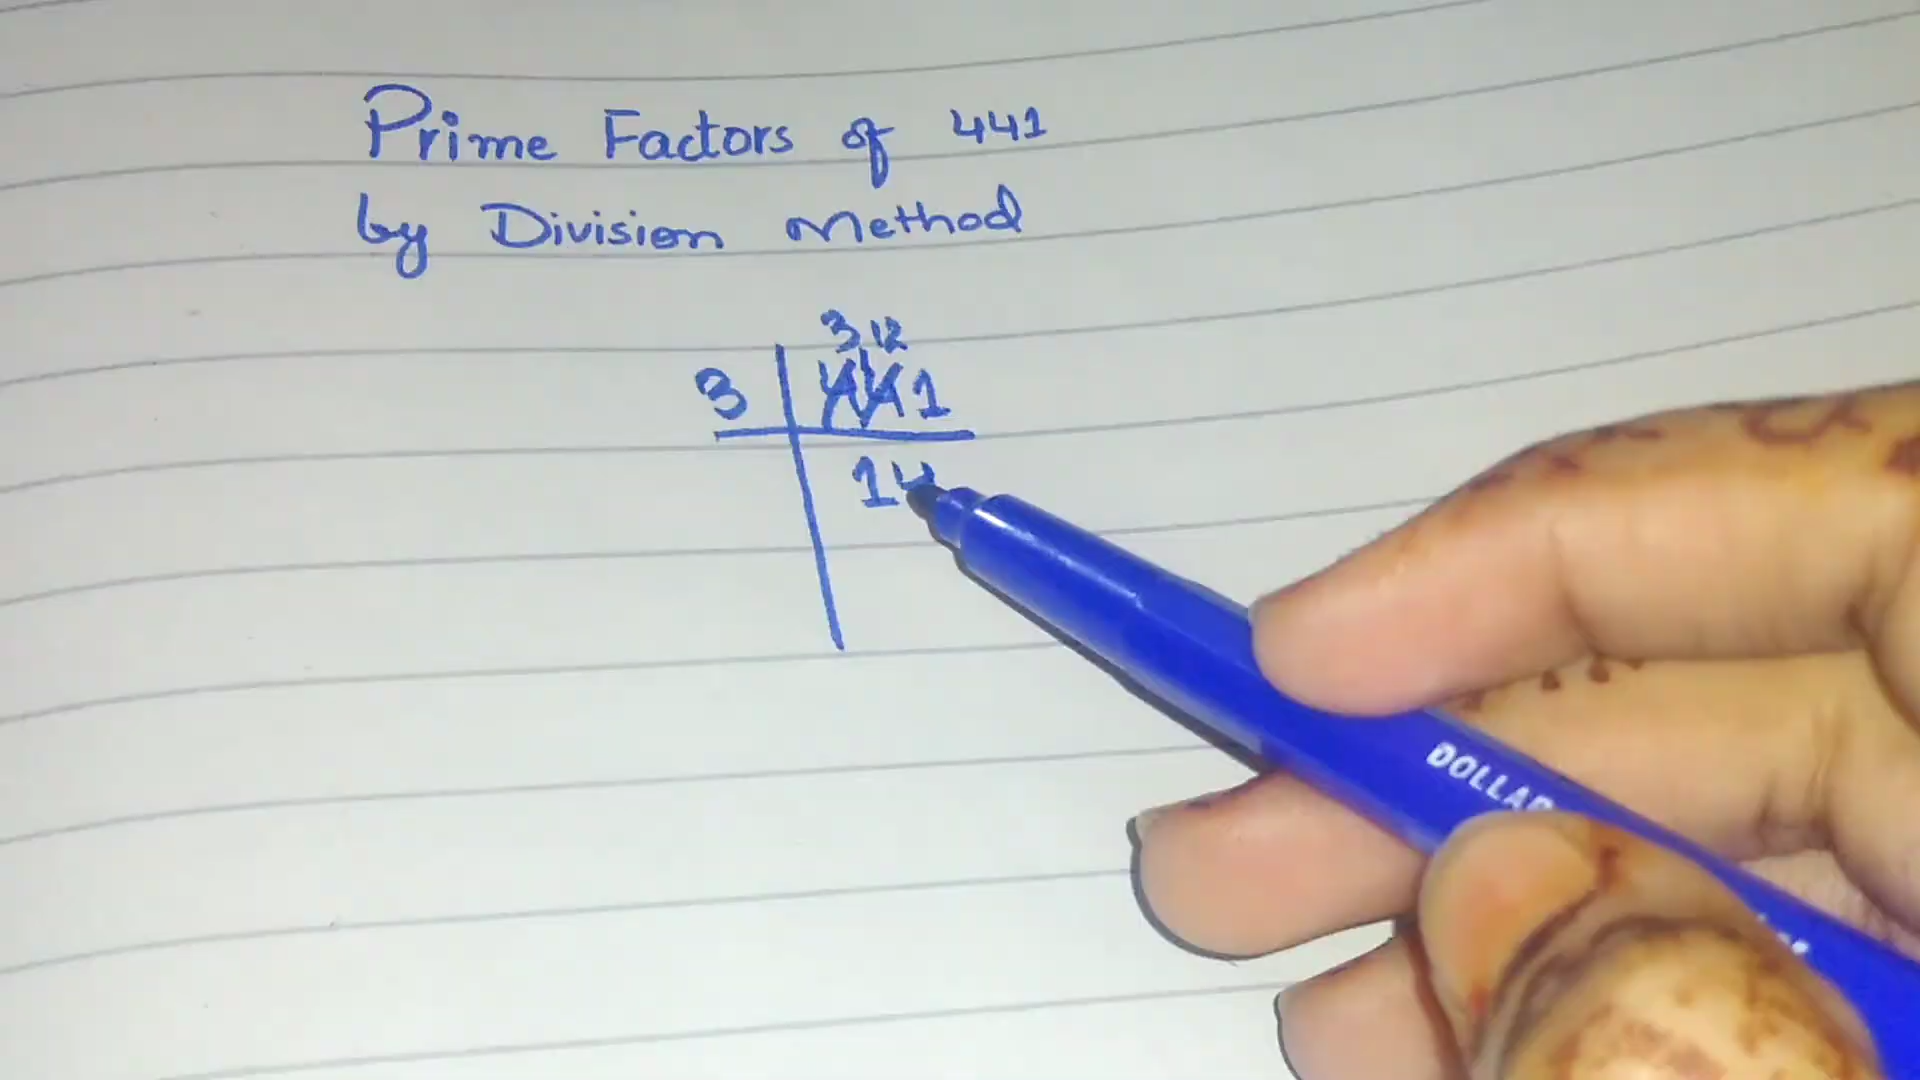 Prime Factors of 441
by Division Method
3 12
3 441
14
DOLLAR